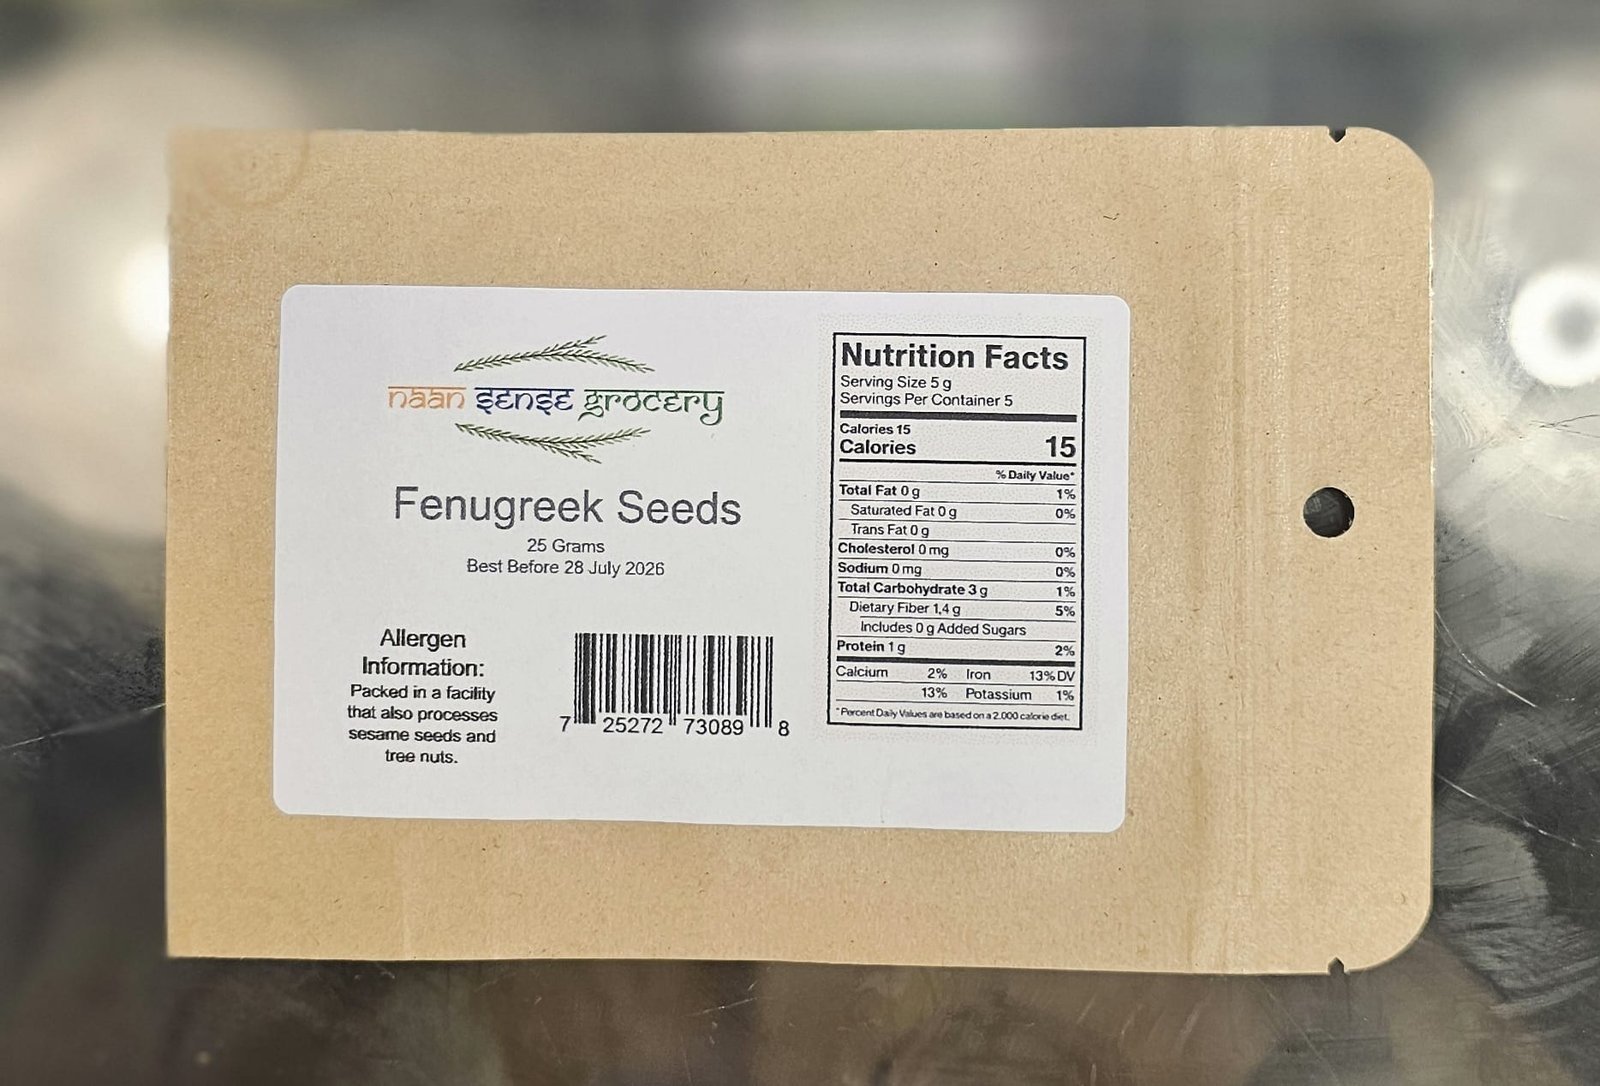 naan sense grocery
Fenugreek Seeds
25 Grams
Best Before 28 July 2026
Allergen
Information:
Packed in a facility
that also processes
sesame seeds and
tree nuts.
7 25272 73089 8
Nutrition Facts
Serving Size 5 g
Servings Per Container 5
Calories 15
Calories 15
% Daily Value*
Total Fat 0 g 1%
Saturated Fat 0 g 0%
Trans Fat 0 g
Cholesterol 0 mg 0%
Sodium 0 mg 0%
Total Carbohydrate 3 g 1%
Dietary Fiber 1,4 g 5%
Includes 0 g Added Sugars
Protein 1 g 2%
Calcium 2% Iron 13% DV
13% Potassium 1%
*Percent Daily Values are based on a 2.000 calorie diet.